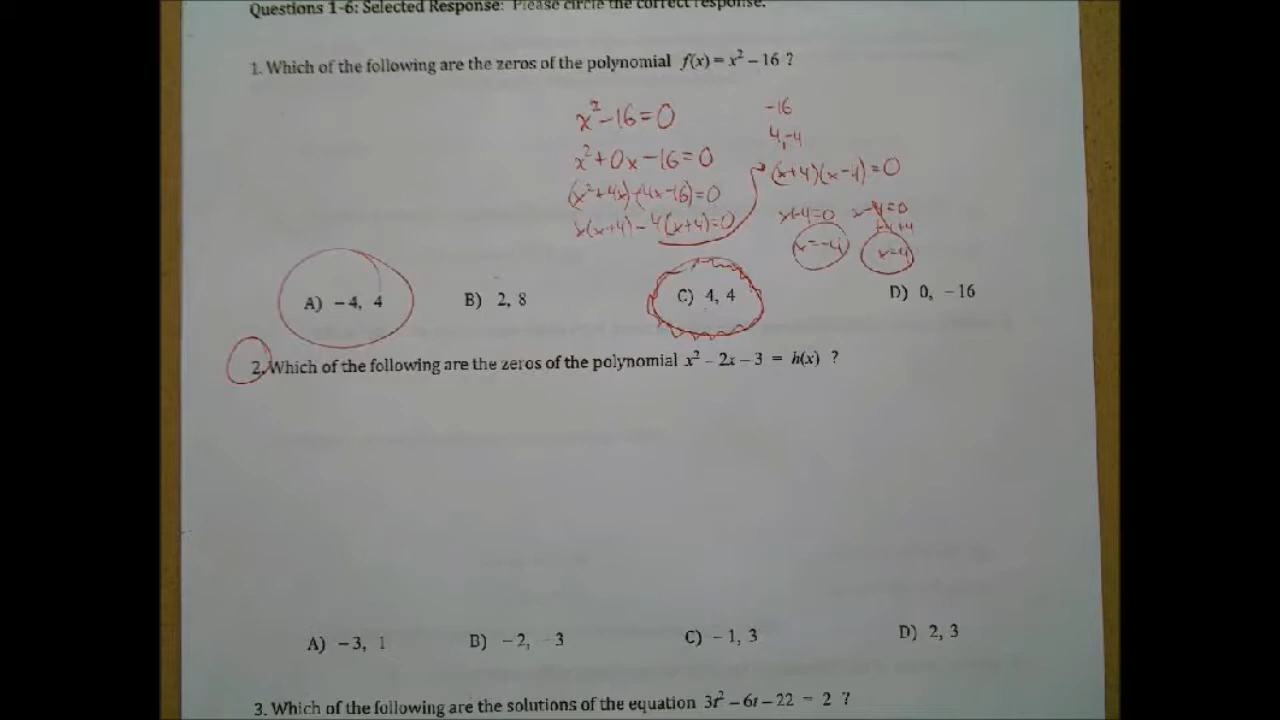 Questions 1-6: Selected Response: Please circle the correct response.
1. Which of the following are the zeros of the polynomial f(x) = x² – 16 ?
x²-16=0
x²+0x-16=0
(x²+4x)(-4x-16)=0
x(x+4)-4(x+4)=0
-16
4,-4
(x+4)(x-4)=0
x+4=0 x-4=0
+4+4
x=-4 x=4
A) –4, 4 B) 2, 8 C) 4, 4 D) 0, –16
2. Which of the following are the zeros of the polynomial x² – 2x – 3 = h(x) ?
A) –3, 1 B) –2, –3 C) –1, 3 D) 2, 3
3. Which of the following are the solutions of the equation 3t² – 6t – 22 = 2 ?